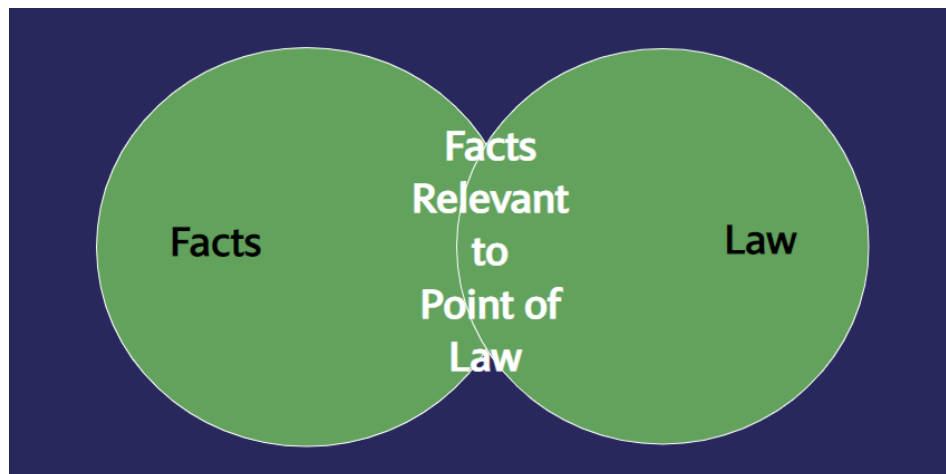 Facts
Facts
Relevant
to
Point of
Law
Law